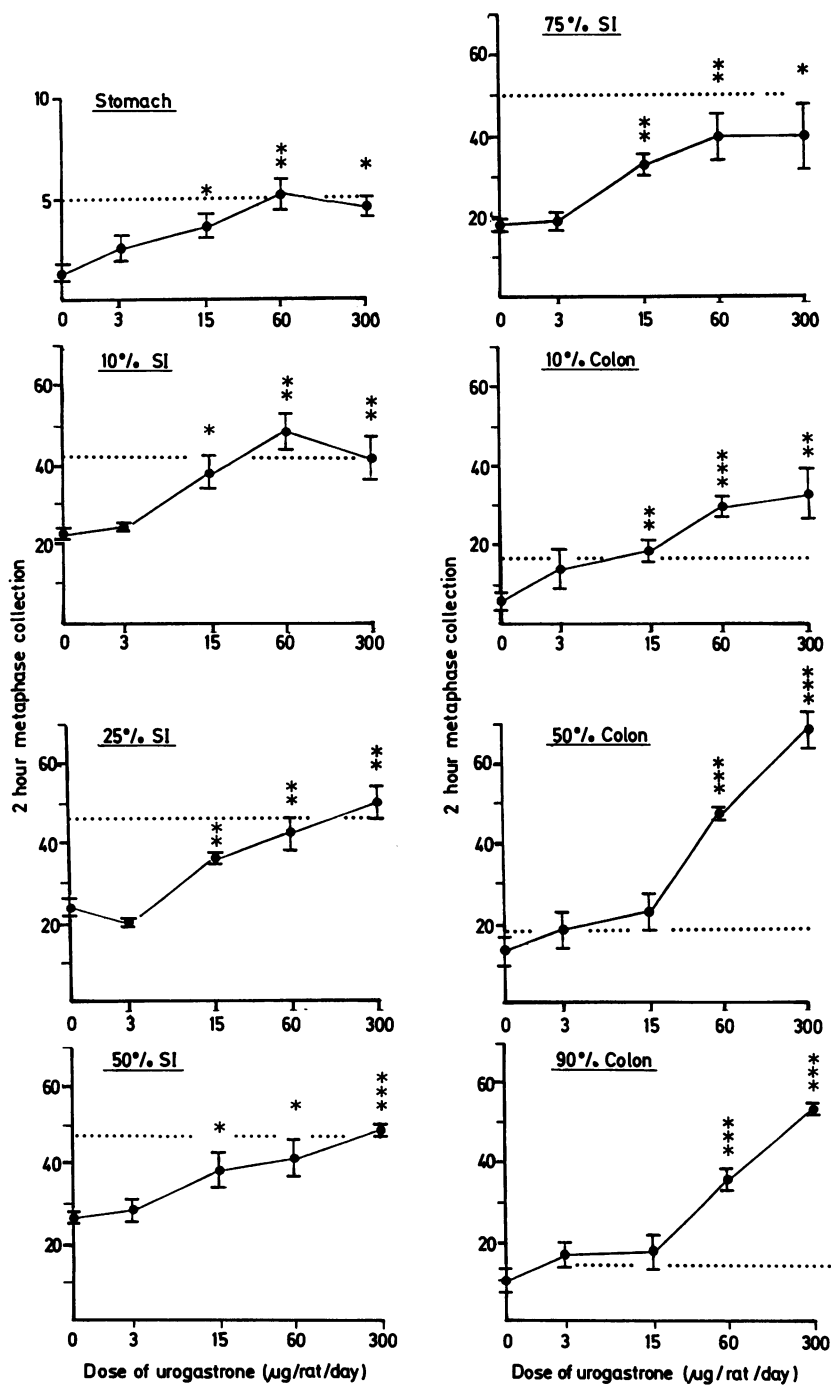 Stomach
10
5
0 3 15 60 300
* ** *
10% SI
60
40
20
0 3 15 60 300
* ** **
25% SI
60
40
20
0 3 15 60 300
** ** **
50% SI
60
40
20
0 3 15 60 300
* * ***
Dose of urogastrone (µg/rat/day)
2 hour metaphase collection
75% SI
60
40
20
0 3 15 60 300
** ** *
10% Colon
60
40
20
0 3 15 60 300
** *** **
50% Colon
60
40
20
0 3 15 60 300
*** ***
90% Colon
60
40
20
0 3 15 60 300
*** ***
Dose of urogastrone (µg/rat/day)
2 hour metaphase collection